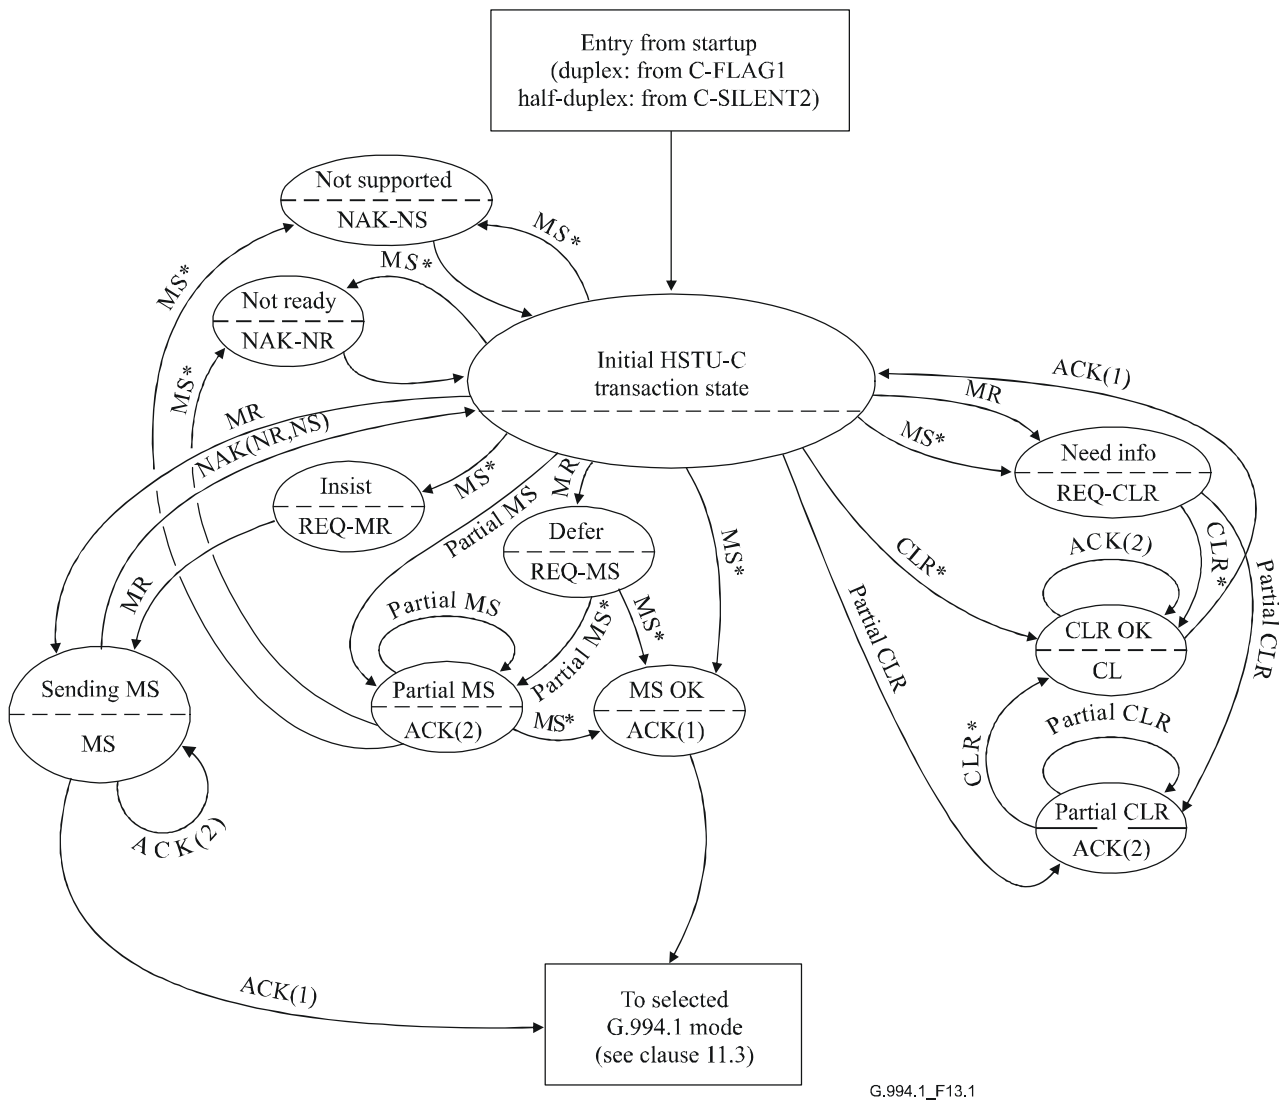 Entry from startup
(duplex: from C-FLAG1
half-duplex: from C-SILENT2)
Not supported
NAK-NS
MS*
MS*
MS*
Not ready
NAK-NR
MS*
Initial HSTU-C
transaction state
ACK(1)
MR
MS*
Need info
REQ-CLR
MR
NAK(NR,NS)
MS*
Insist
REQ-MR
Partial MS
MR
Defer
REQ-MS
MS*
CLR*
ACK(2)
CLR*
Partial CLR
MR
Partial MS
Partial MS*
MS*
Partial CLR
CLR OK
CL
Sending MS
MS
Partial MS
ACK(2)
MS*
MS OK
ACK(1)
CLR*
Partial CLR
Partial CLR
ACK(2)
ACK(2)
ACK(1)
To selected
G.994.1 mode
(see clause 11.3)
G.994.1_F13.1